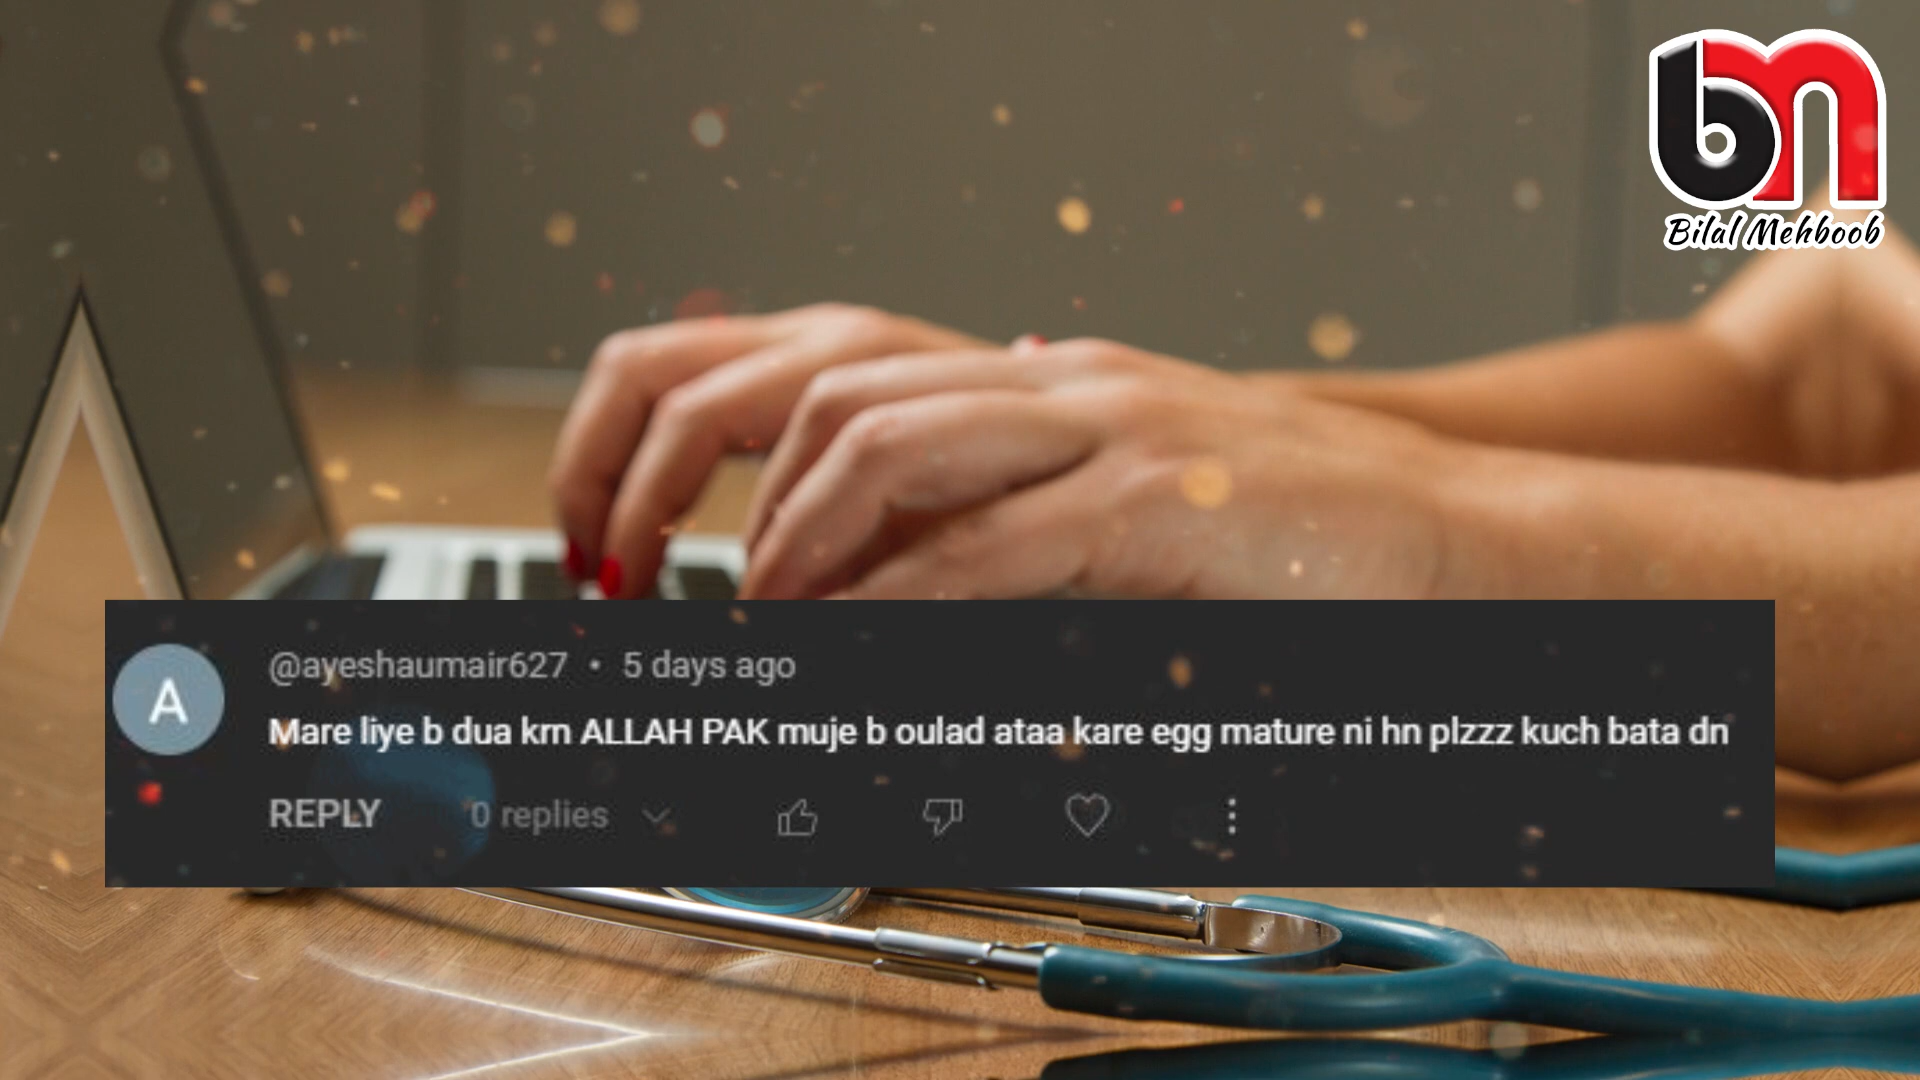 bm
Bilal Mehboob
A
@ayeshaumair627 • 5 days ago
Mare liye b dua krn ALLAH PAK muje b oulad ataa kare egg mature ni hn plzzz kuch bata dn
REPLY 0 replies